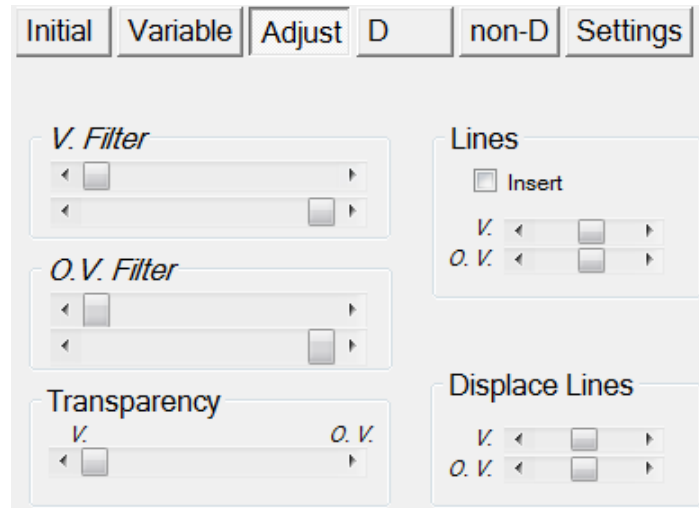 Initial Variable Adjust D non-D Settings
V. Filter
O.V. Filter
Transparency
V. O. V.
Lines
Insert
V.
O. V.
Displace Lines
V.
O. V.